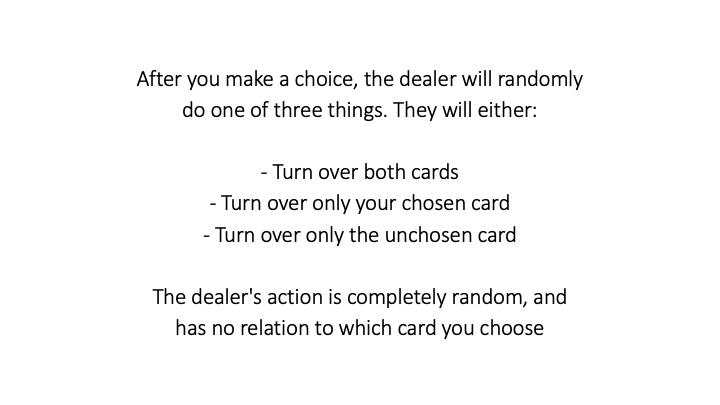 After you make a choice, the dealer will randomly
do one of three things. They will either:
- Turn over both cards
- Turn over only your chosen card
- Turn over only the unchosen card
The dealer's action is completely random, and
has no relation to which card you choose